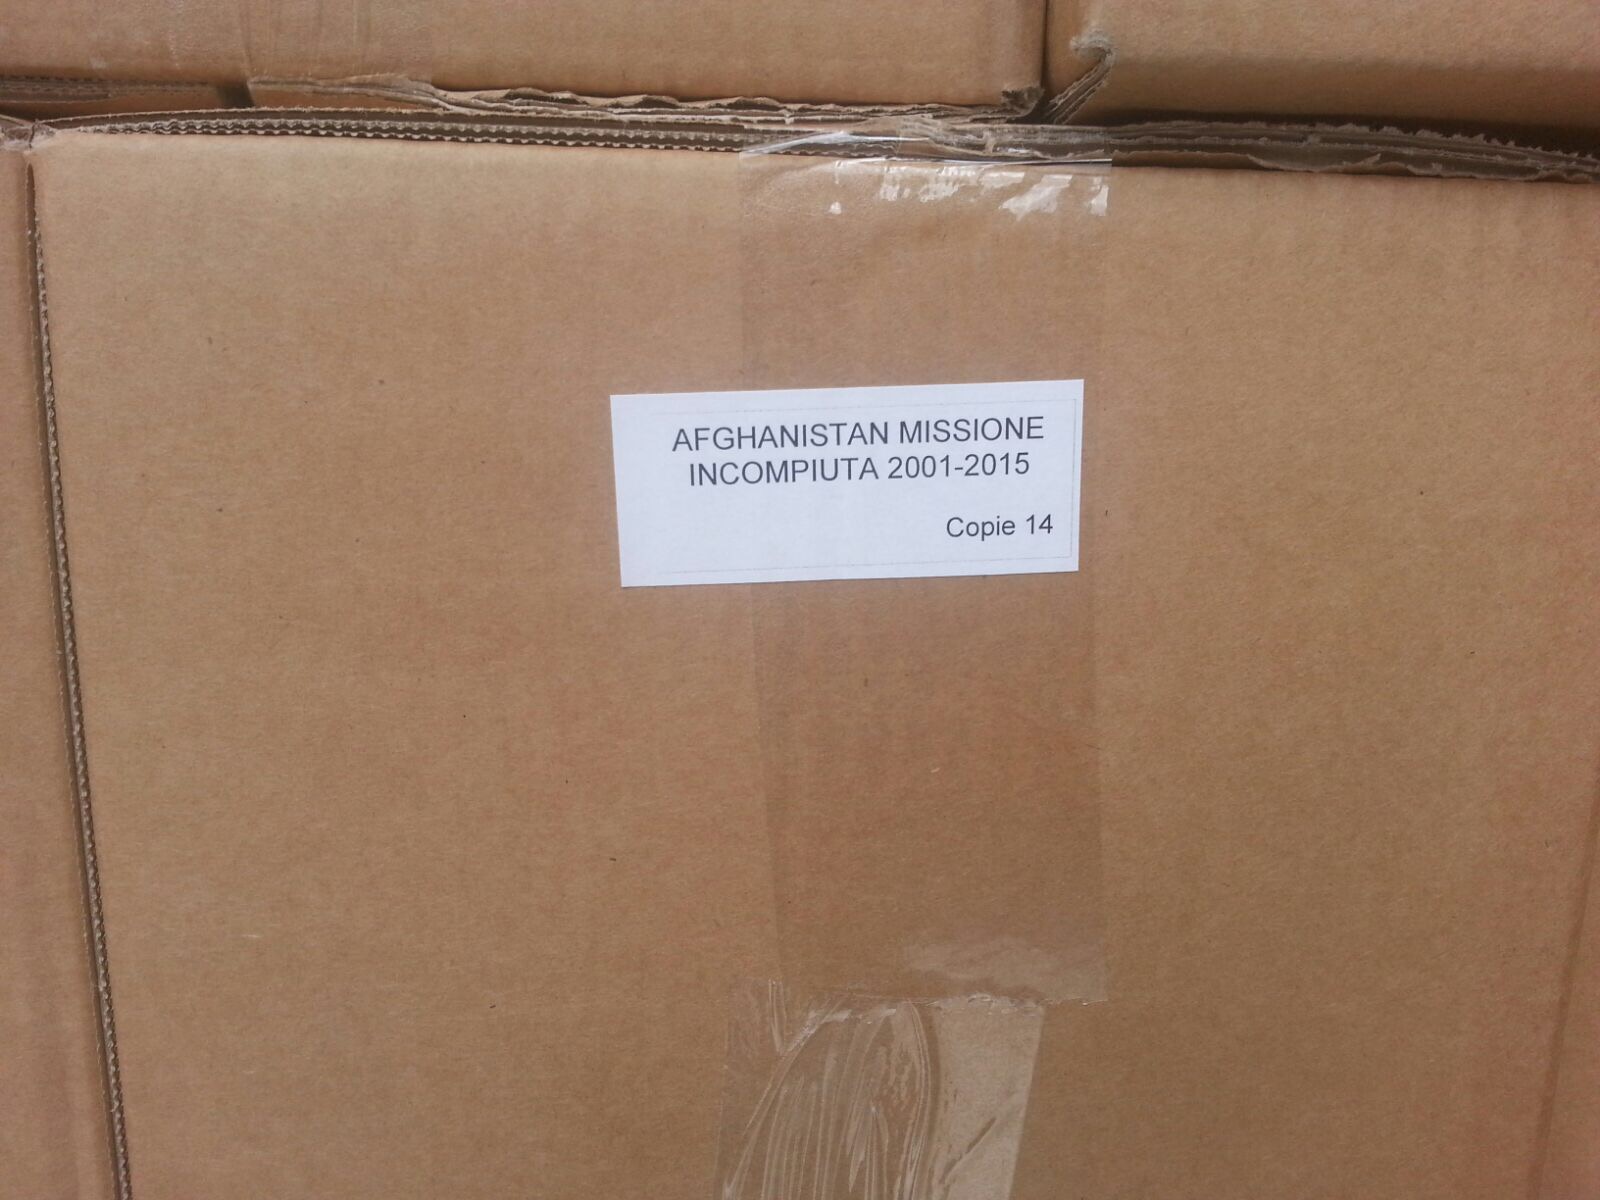 AFGHANISTAN MISSIONE
INCOMPIUTA 2001-2015
Copie 14